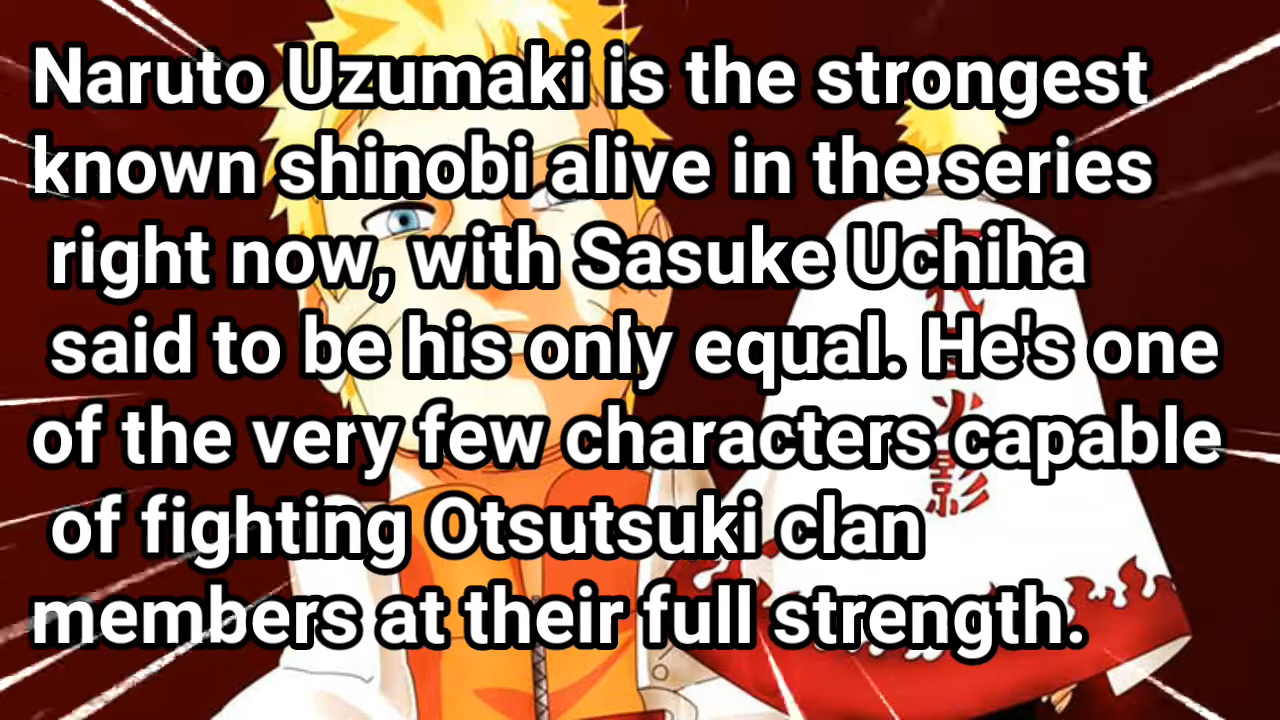 Naruto Uzumaki is the strongest
known shinobi alive in the series
right now, with Sasuke Uchiha
said to be his only equal. He's one
of the very few characters capable
of fighting Otsutsuki clan
members at their full strength.
火影